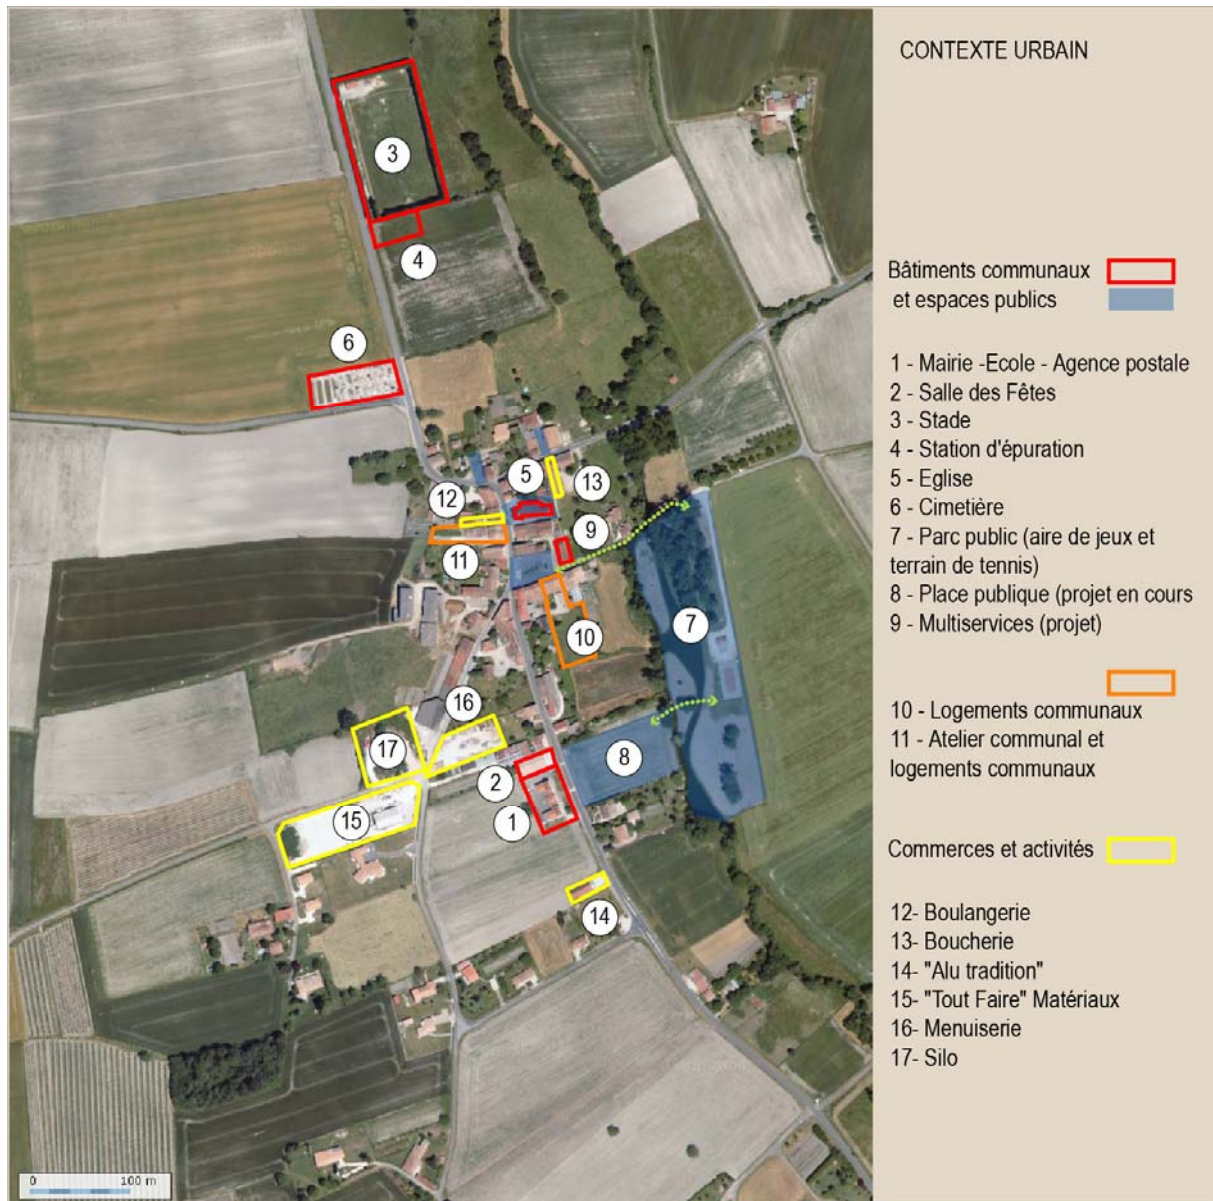 CONTEXTE URBAIN
Bâtiments communaux
et espaces publics
1 - Mairie -Ecole - Agence postale
2 - Salle des Fêtes
3 - Stade
4 - Station d'épuration
5 - Eglise
6 - Cimetière
7 - Parc public (aire de jeux et
terrain de tennis)
8 - Place publique (projet en cours
9 - Multiservices (projet)
10 - Logements communaux
11 - Atelier communal et
logements communaux
Commerces et activités
12- Boulangerie
13- Boucherie
14- "Alu tradition"
15- "Tout Faire" Matériaux
16- Menuiserie
17- Silo
3
4
6
5
13
12
9
11
7
10
16
17
8
2
15
1
14
0 100 m